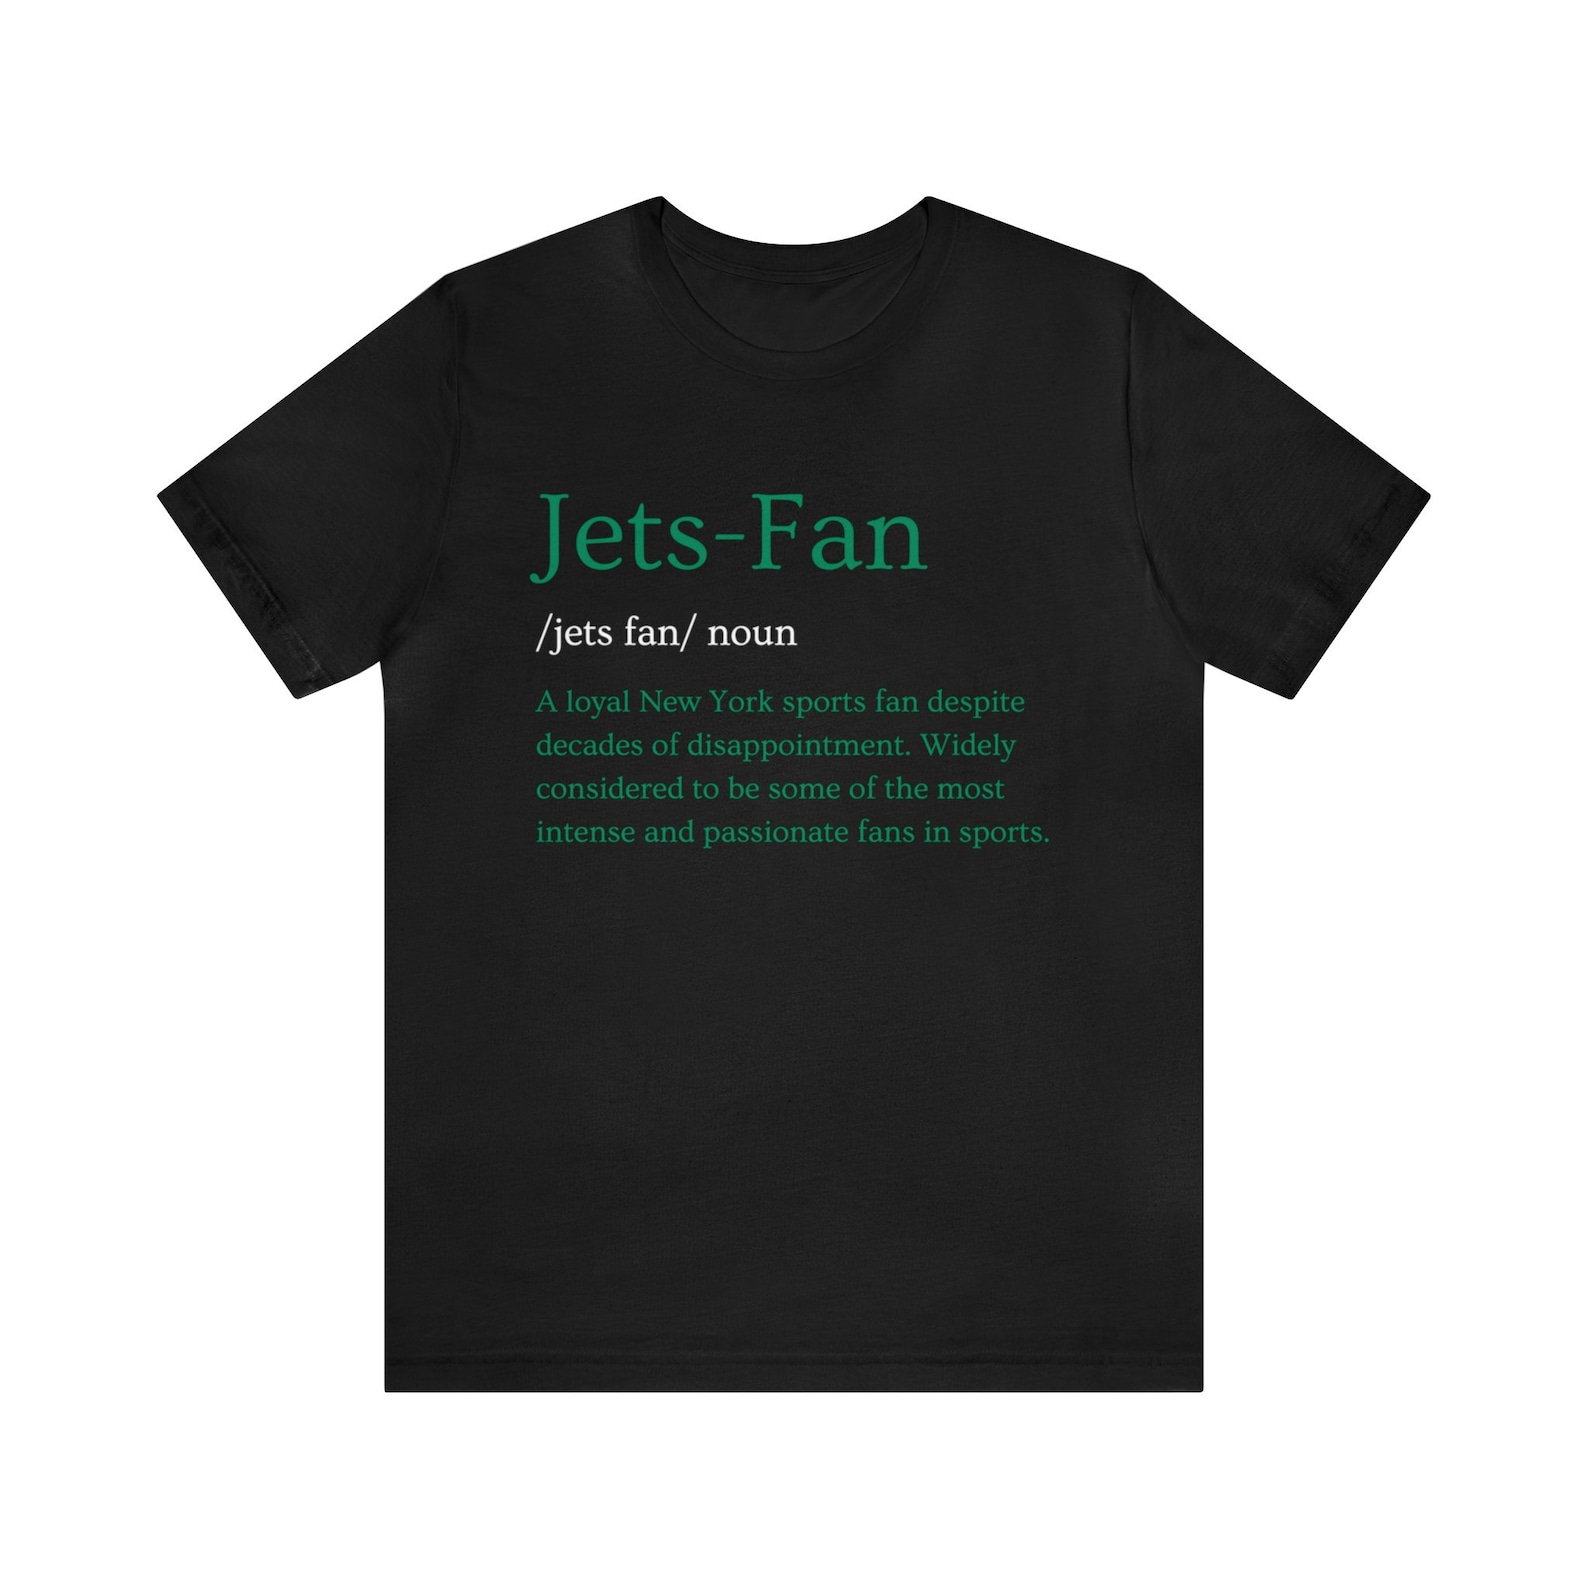 Jets-Fan
/jets fan/ noun
A loyal New York sports fan despite
decades of disappointment. Widely
considered to be some of the most
intense and passionate fans in sports.